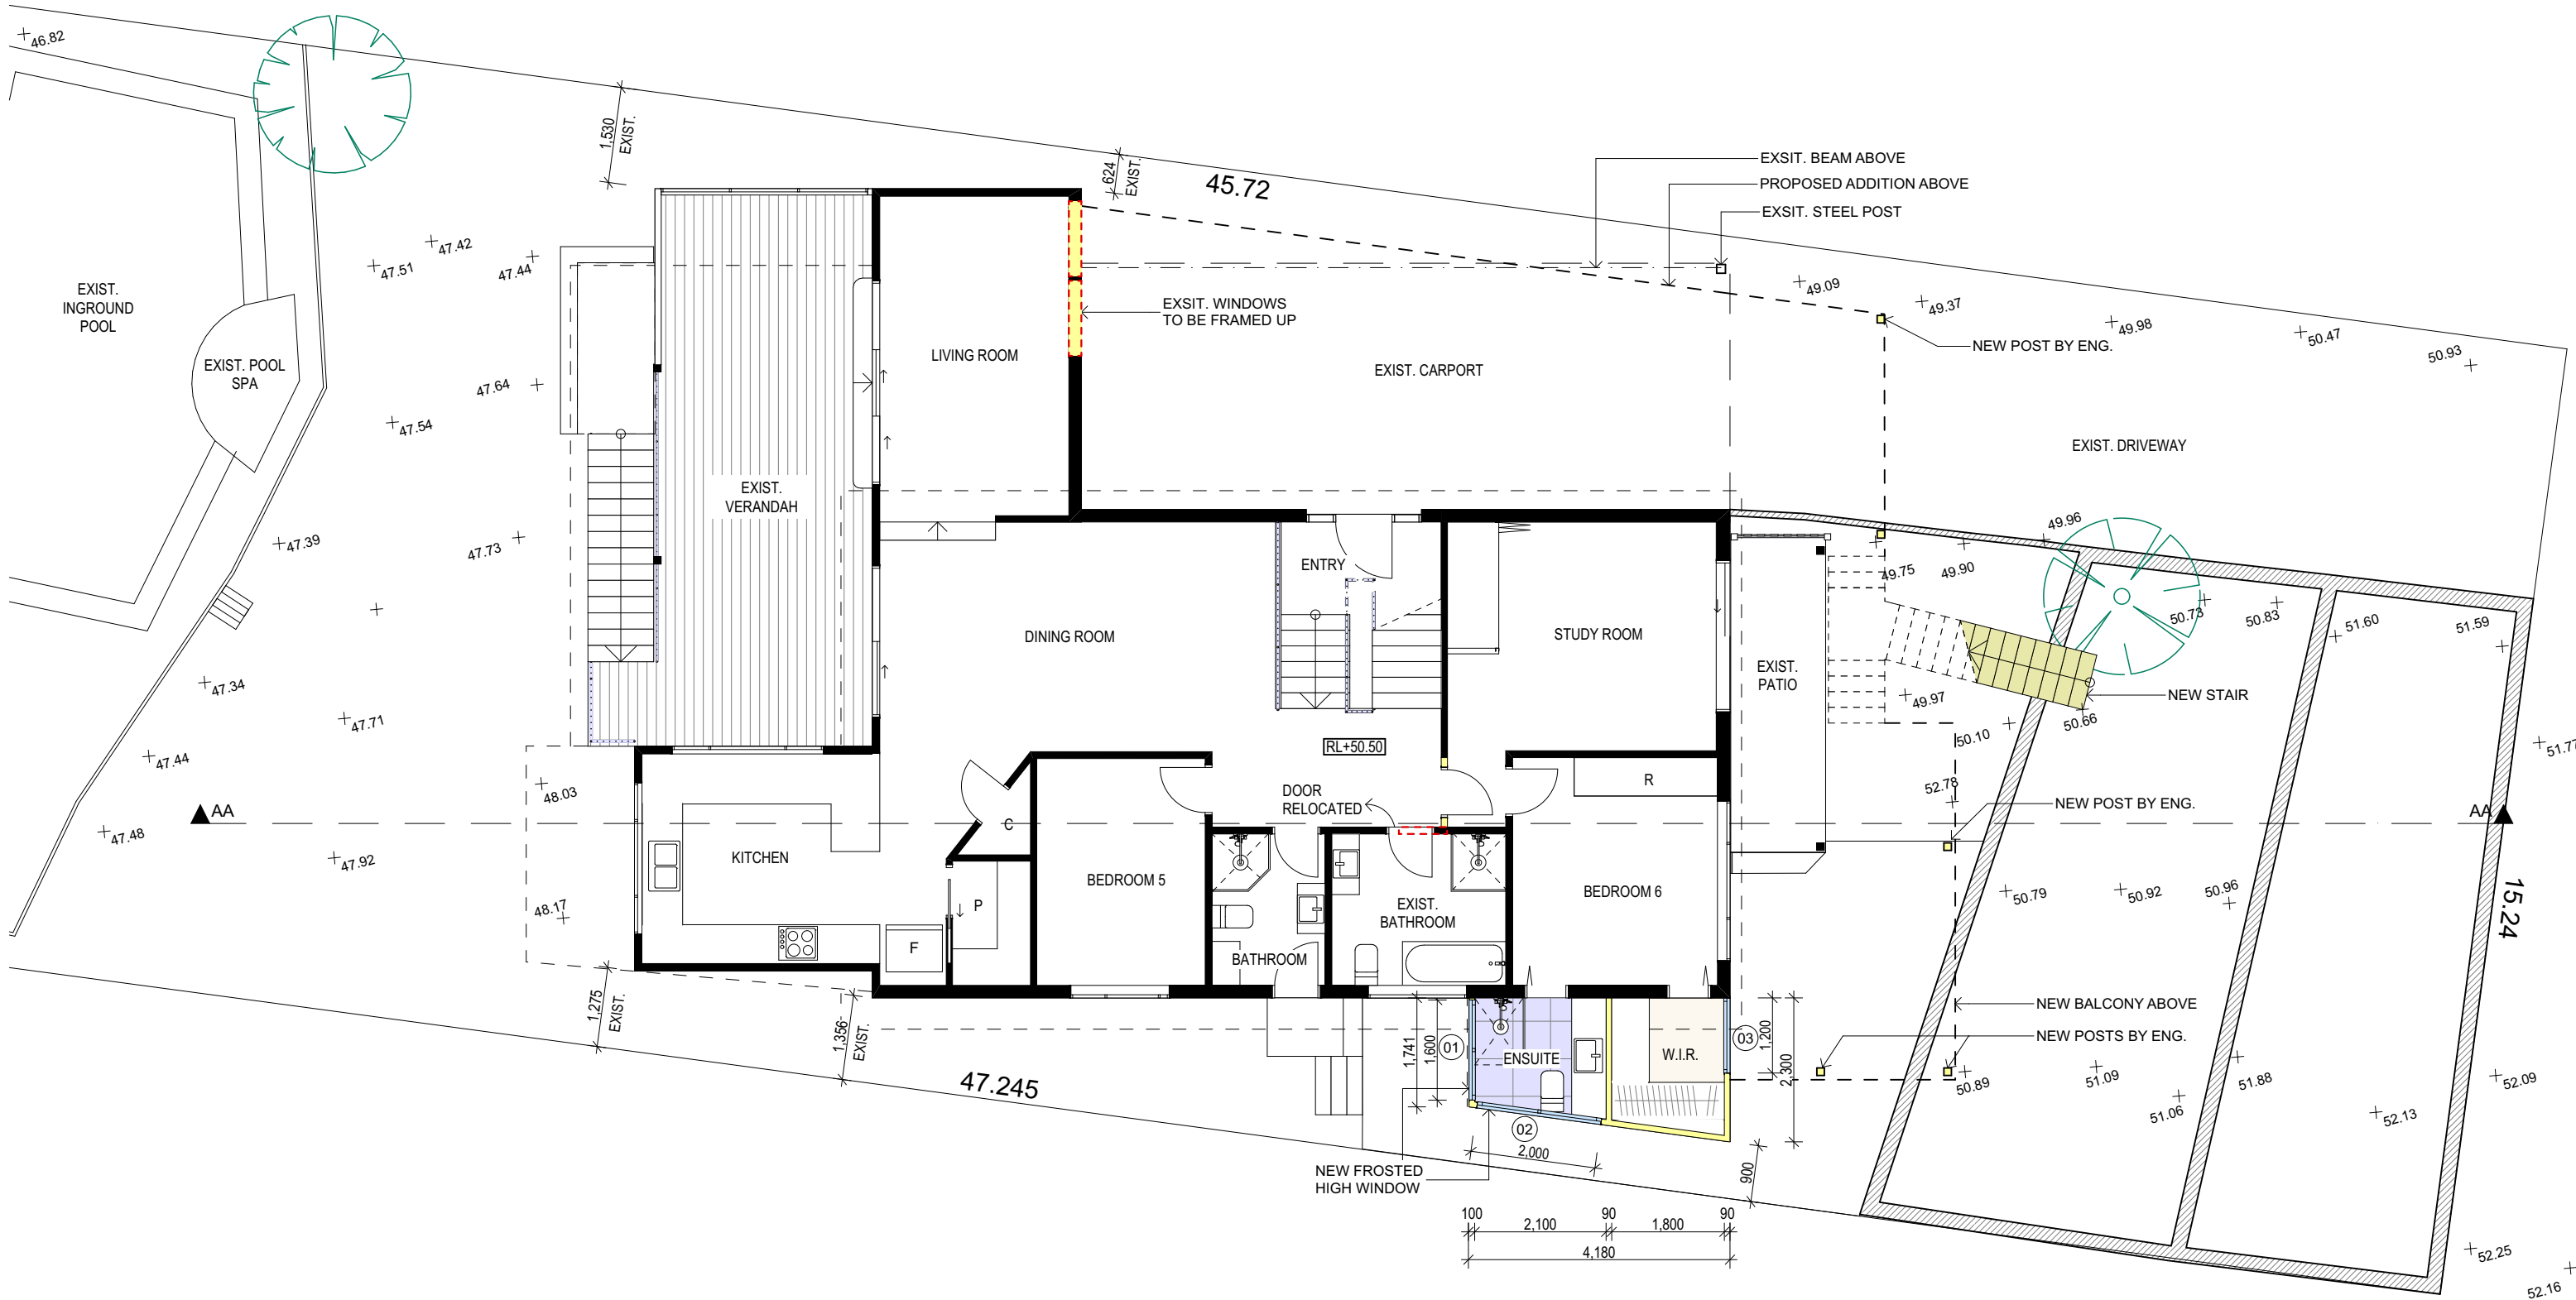 46.82
1,530
EXIST.
624
EXIST.
45.72
EXSIT. BEAM ABOVE
PROPOSED ADDITION ABOVE
EXSIT. STEEL POST
47.42
47.51
47.44
EXIST.
INGROUND
POOL
EXIST. POOL
SPA
49.09
49.37
49.98
50.47
50.93
EXSIT. WINDOWS
TO BE FRAMED UP
NEW POST BY ENG.
LIVING ROOM
EXIST. CARPORT
47.64
47.54
EXIST. DRIVEWAY
EXIST.
VERANDAH
47.39
47.73
ENTRY
49.96
49.75
49.90
50.73
50.83
51.60
51.59
DINING ROOM
STUDY ROOM
EXIST.
PATIO
47.34
47.71
49.97
NEW STAIR
50.66
50.10
51.77
47.44
RL+50.50
48.03
DOOR
RELOCATED
R
52.78
NEW POST BY ENG.
AA
AA
47.48
47.92
C
KITCHEN
BEDROOM 5
BEDROOM 6
48.17
P
F
EXIST.
BATHROOM
BATHROOM
50.79
50.92
50.96
15.24
1,275
EXIST.
1,356
EXIST.
NEW BALCONY ABOVE
NEW POSTS BY ENG.
1,741
1,600
01
ENSUITE
W.I.R.
03
1,200
2,300
47.245
50.89
51.09
51.88
51.06
52.09
52.13
02
2,000
NEW FROSTED
HIGH WINDOW
900
100
2,100
90
1,800
90
4,180
52.25
52.16